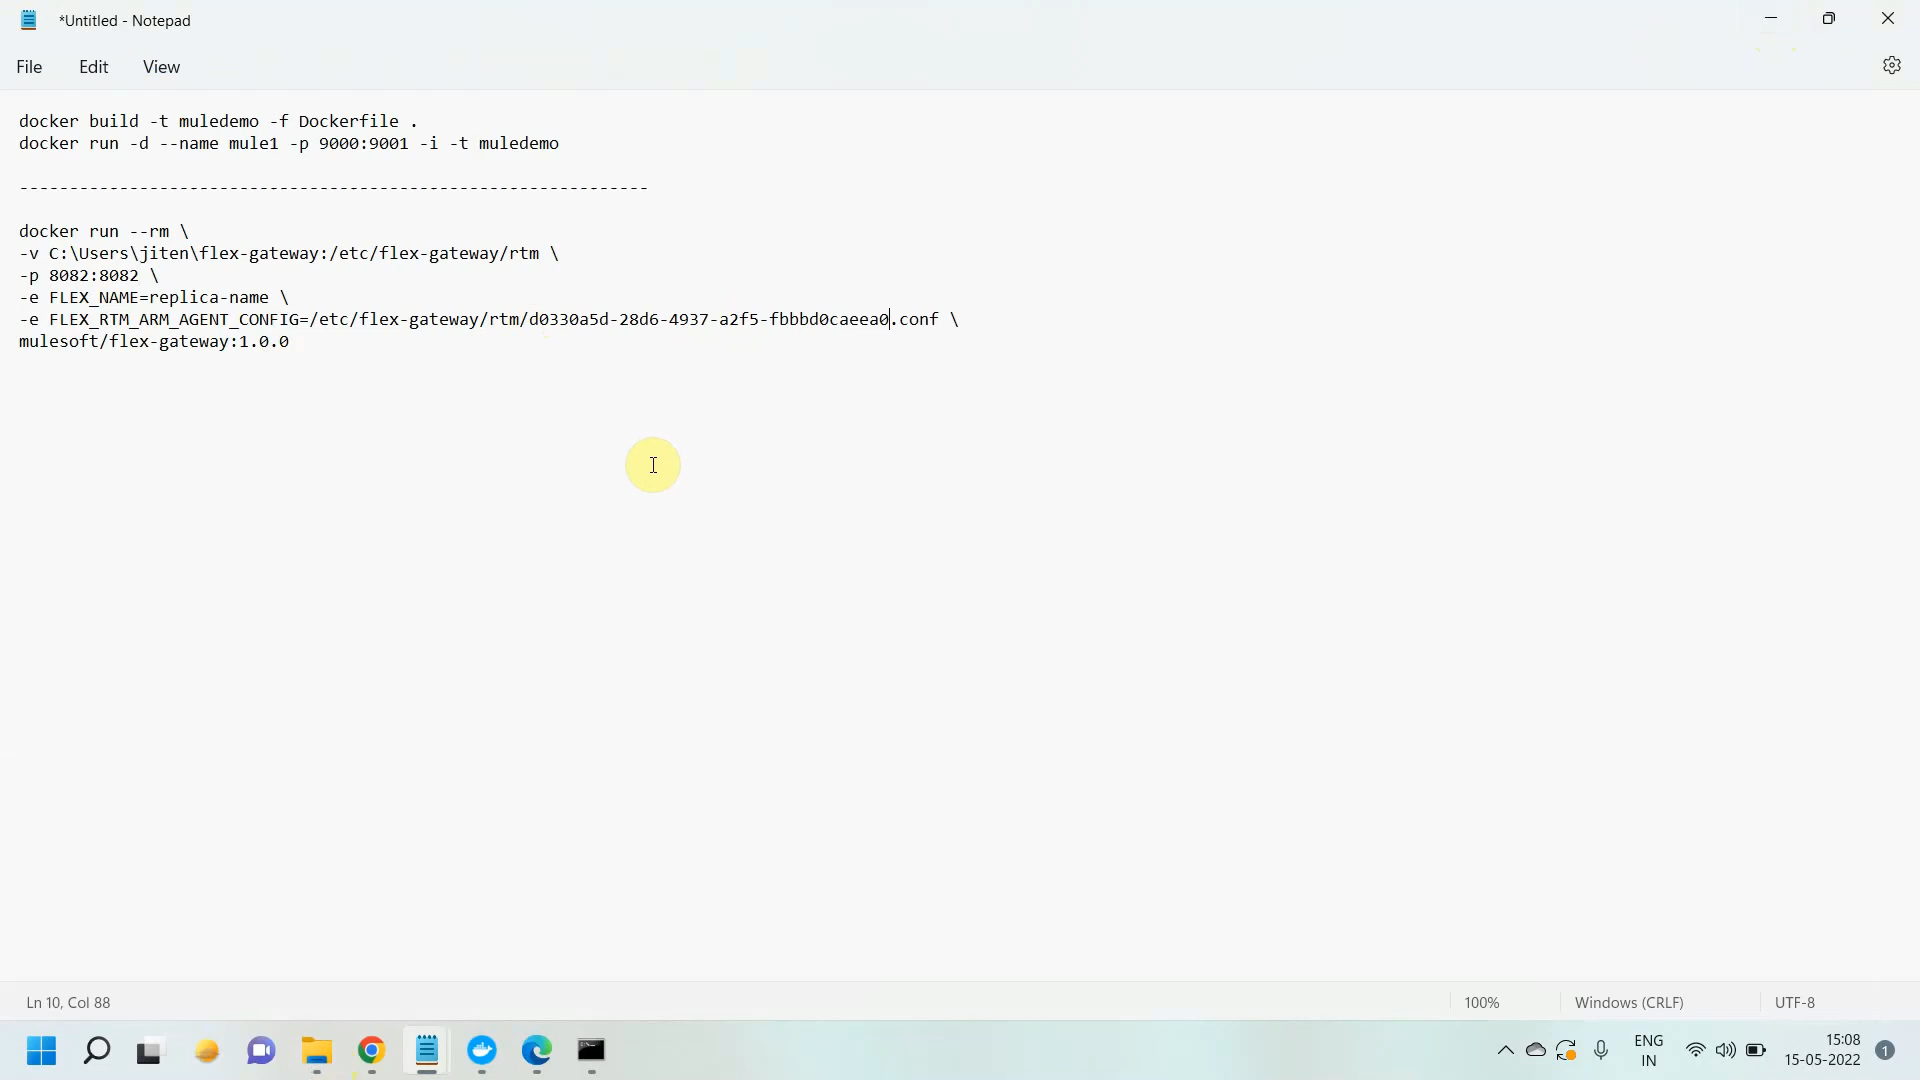 *Untitled - Notepad
File Edit View
docker build -t muledemo -f Dockerfile .
docker run -d --name mule1 -p 9000:9001 -i -t muledemo
---------------------------------------------------------------
docker run --rm \
-v C:\Users\jiten\flex-gateway:/etc/flex-gateway/rtm \
-p 8082:8082 \
-e FLEX_NAME=replica-name \
-e FLEX_RTM_ARM_AGENT_CONFIG=/etc/flex-gateway/rtm/d0330a5d-28d6-4937-a2f5-fbbbd0caeea0.conf \
mulesoft/flex-gateway:1.0.0
Ln 10, Col 88
100%
Windows (CRLF)
UTF-8
ENG
IN
15:08
15-05-2022
1